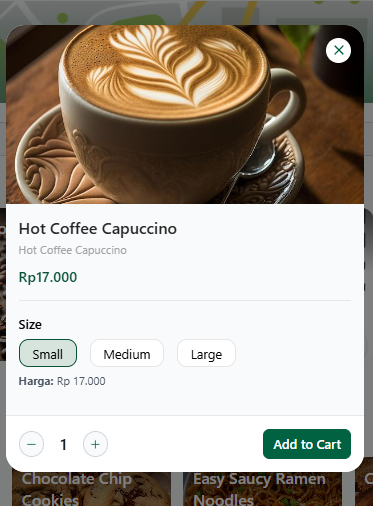 Hot Coffee Capuccino
Hot Coffee Capuccino
Rp17.000
Size
Small Medium Large
Harga: Rp 17.000
1 Add to Cart
Chocolate Chip Easy Saucy Ramen
Cookies Noodles